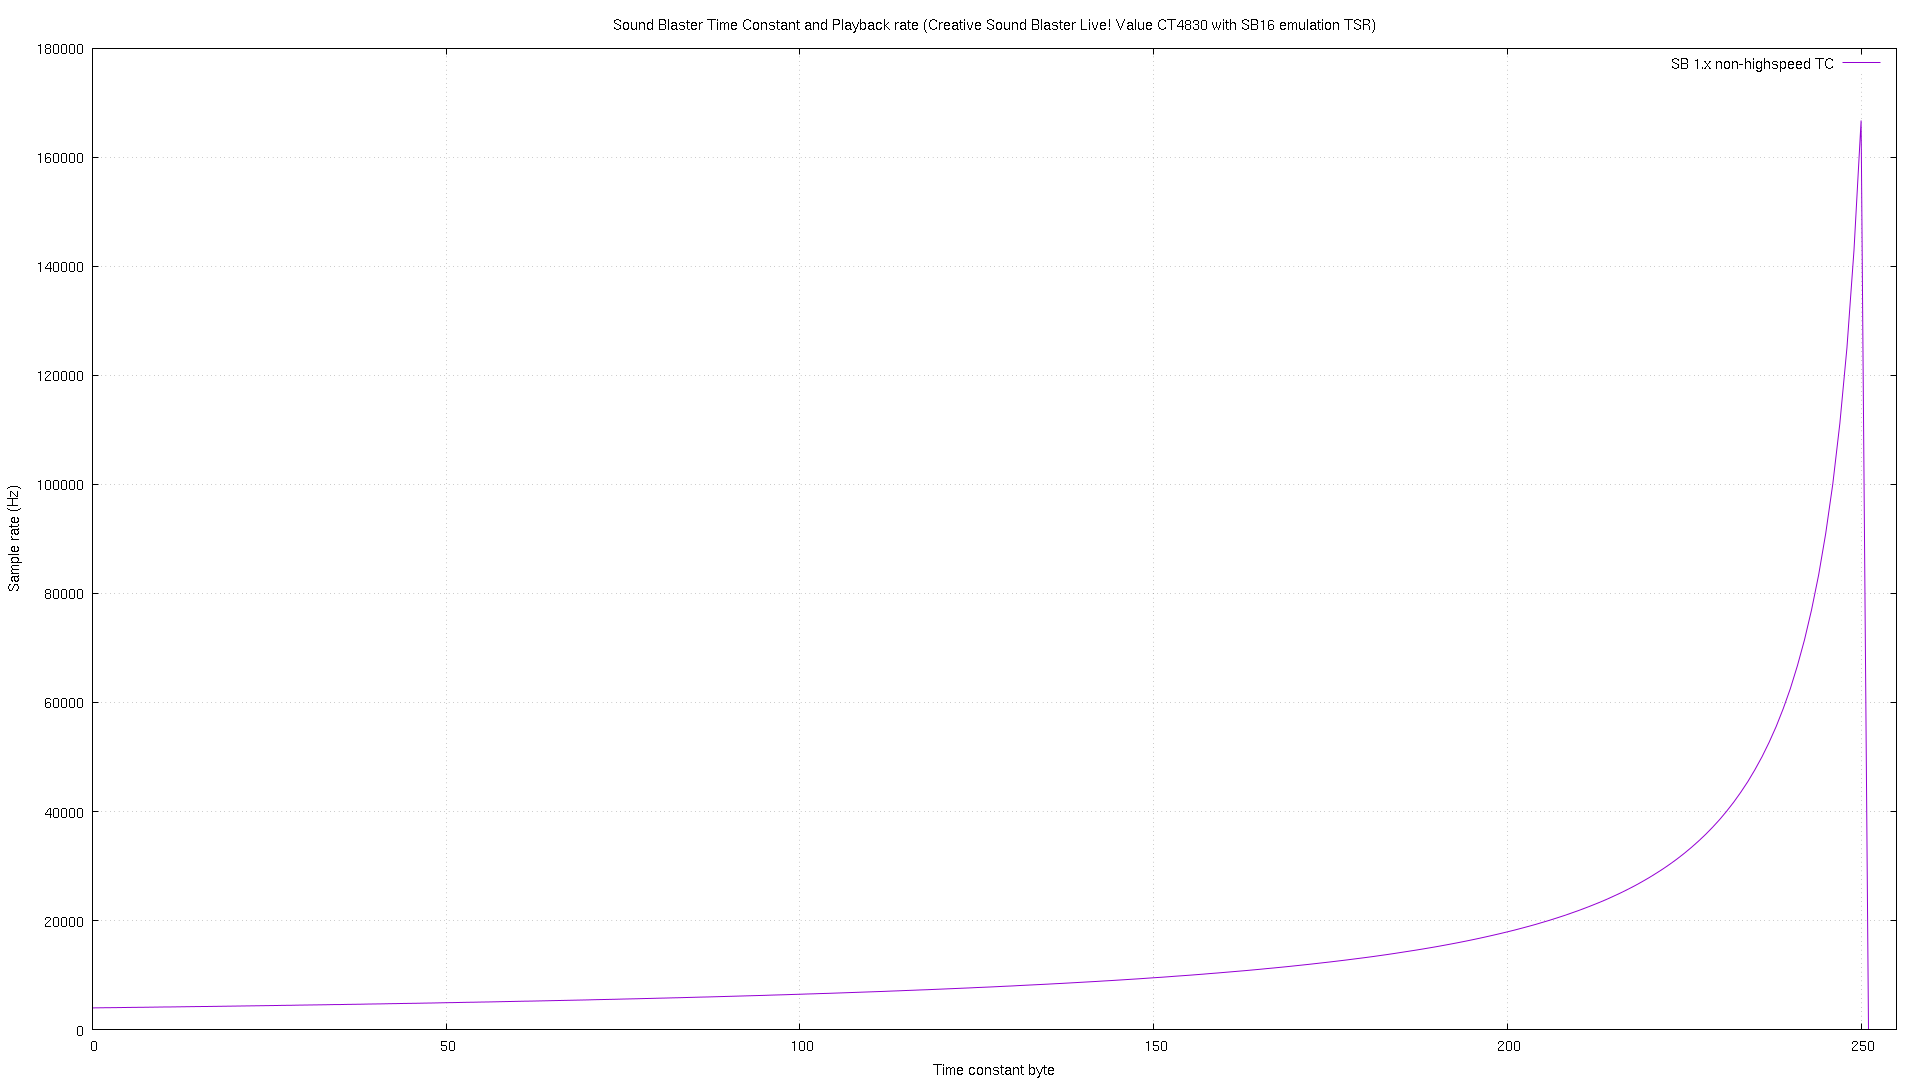 Sound Blaster Time Constant and Playback rate (Creative Sound Blaster Live! Value CT4830 with SB16 emulation TSR)
SB 1.x non-highspeed TC
180000
160000
140000
120000
100000
80000
60000
40000
20000
0
Sample rate (Hz)
0 50 100 150 200 250
Time constant byte